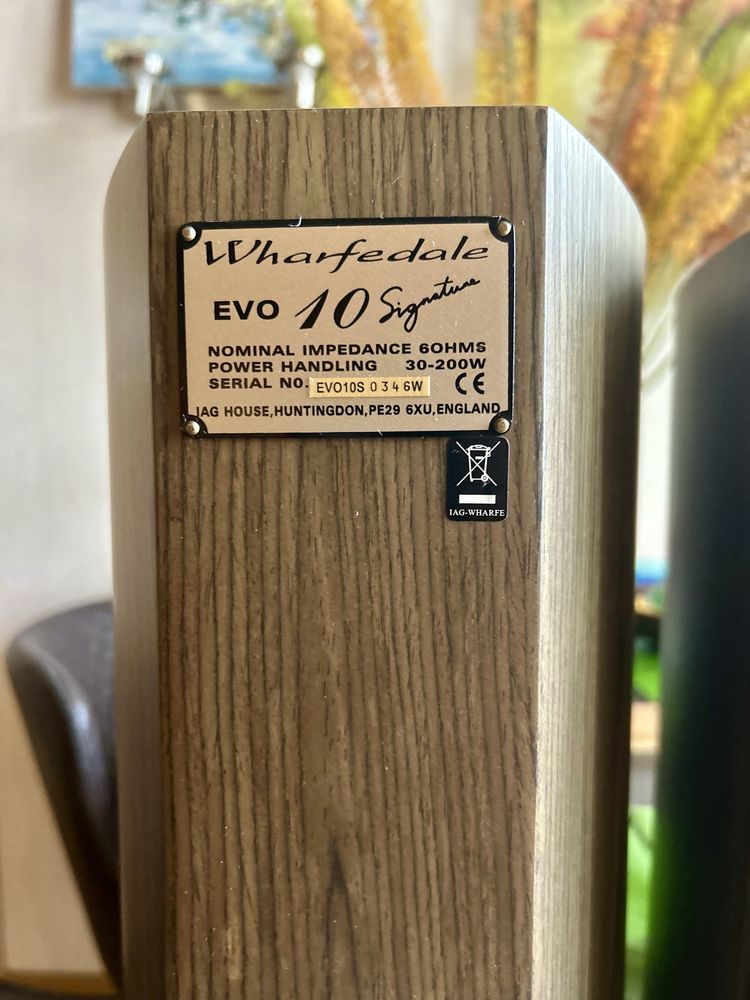 Wharfedale
EVO 10 Signature
NOMINAL IMPEDANCE 6OHMS
POWER HANDLING 30-200W
SERIAL NO. EVO10S 0346W CE
IAG HOUSE,HUNTINGDON,PE29 6XU,ENGLAND
IAG-WHARFE